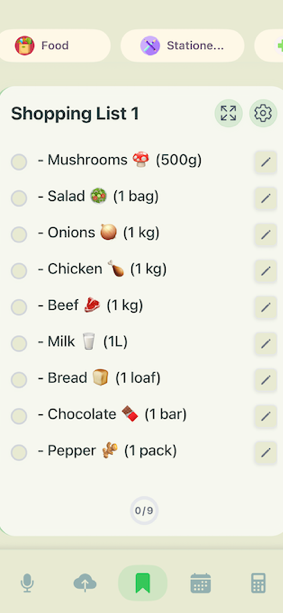 Food
Statione...
Shopping List 1
- Mushrooms 🍄 (500g)
- Salad 🥗 (1 bag)
- Onions 🧅 (1 kg)
- Chicken 🍗 (1 kg)
- Beef 🥩 (1 kg)
- Milk 🥛 (1L)
- Bread 🍞 (1 loaf)
- Chocolate 🍫 (1 bar)
- Pepper 🫚 (1 pack)
0/9